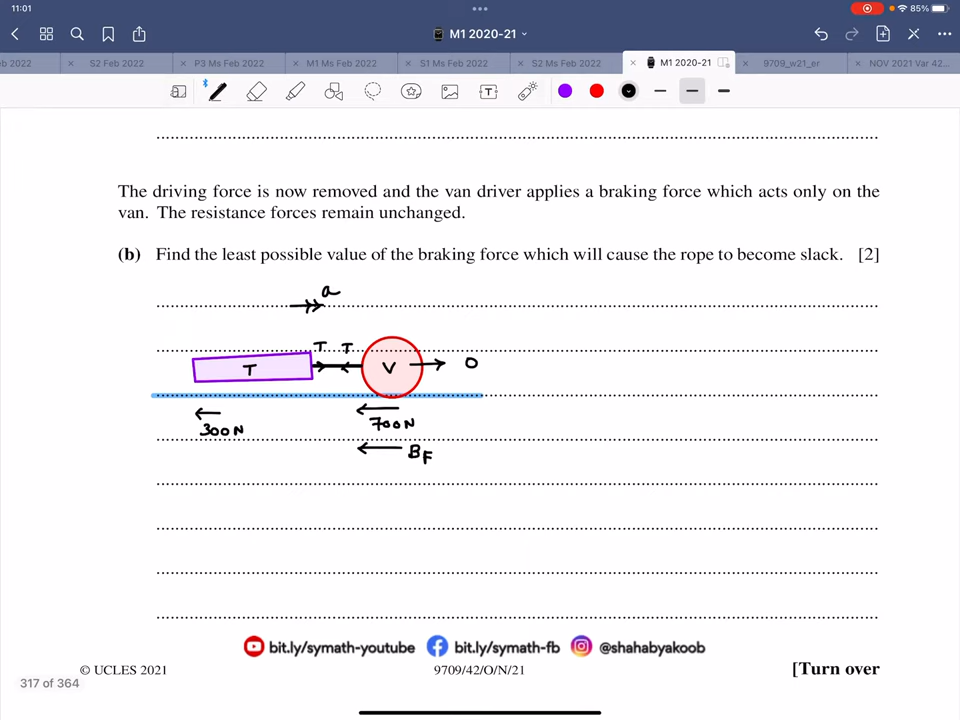 11:01
85%
M1 2020-21
b 2022
S2 Feb 2022
P3 Ms Feb 2022
M1 Ms Feb 2022
S1 Ms Feb 2022
S2 Ms Feb 2022
M1 2020-21
9709_w21_er
NOV 2021 Var 42...
The driving force is now removed and the van driver applies a braking force which acts only on the
van. The resistance forces remain unchanged.
(b) Find the least possible value of the braking force which will cause the rope to become slack. [2]
a
T T
T V O
300N 700N
BF
bit.ly/symath-youtube bit.ly/symath-fb @shahabyakoob
© UCLES 2021 9709/42/O/N/21 [Turn over
317 of 364